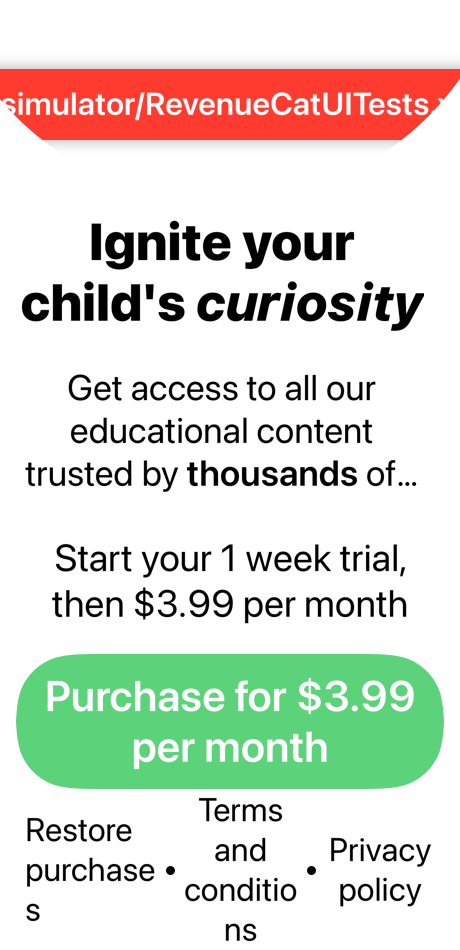 simulator/RevenueCatUITests
Ignite your
child's curiosity
Get access to all our
educational content
trusted by thousands of…
Start your 1 week trial,
then $3.99 per month
Purchase for $3.99
per month
Restore
purchase
s
•
Terms
and
conditio
ns
•
Privacy
policy